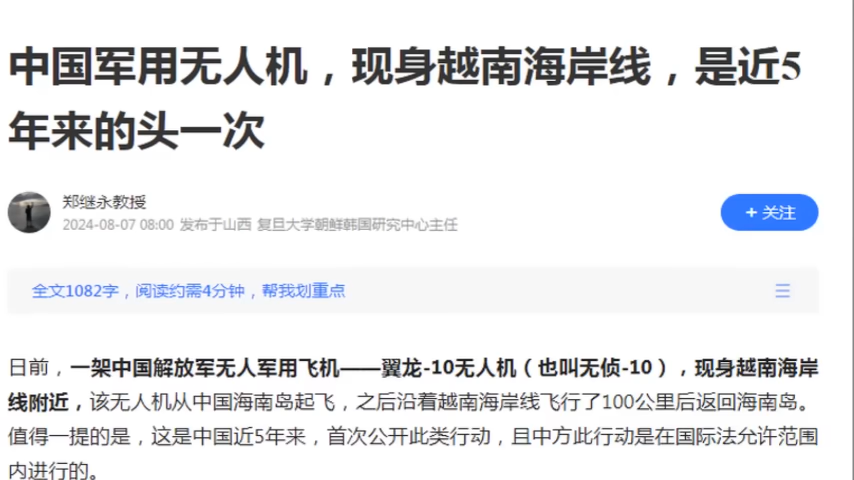 中国军用无人机，现身越南海岸线，是近5
年来的头一次
郑继永教授
2024-08-07 08:00 发布于山西 复旦大学朝鲜韩国研究中心主任
+ 关注
全文1082字，阅读约需4分钟，帮我划重点
日前，一架中国解放军无人军用飞机——翼龙-10无人机（也叫无侦-10），现身越南海岸
线附近，该无人机从中国海南岛起飞，之后沿着越南海岸线飞行了100公里后返回海南岛。
值得一提的是，这是中国近5年来，首次公开此类行动，且中方此行动是在国际法允许范围
内进行的。